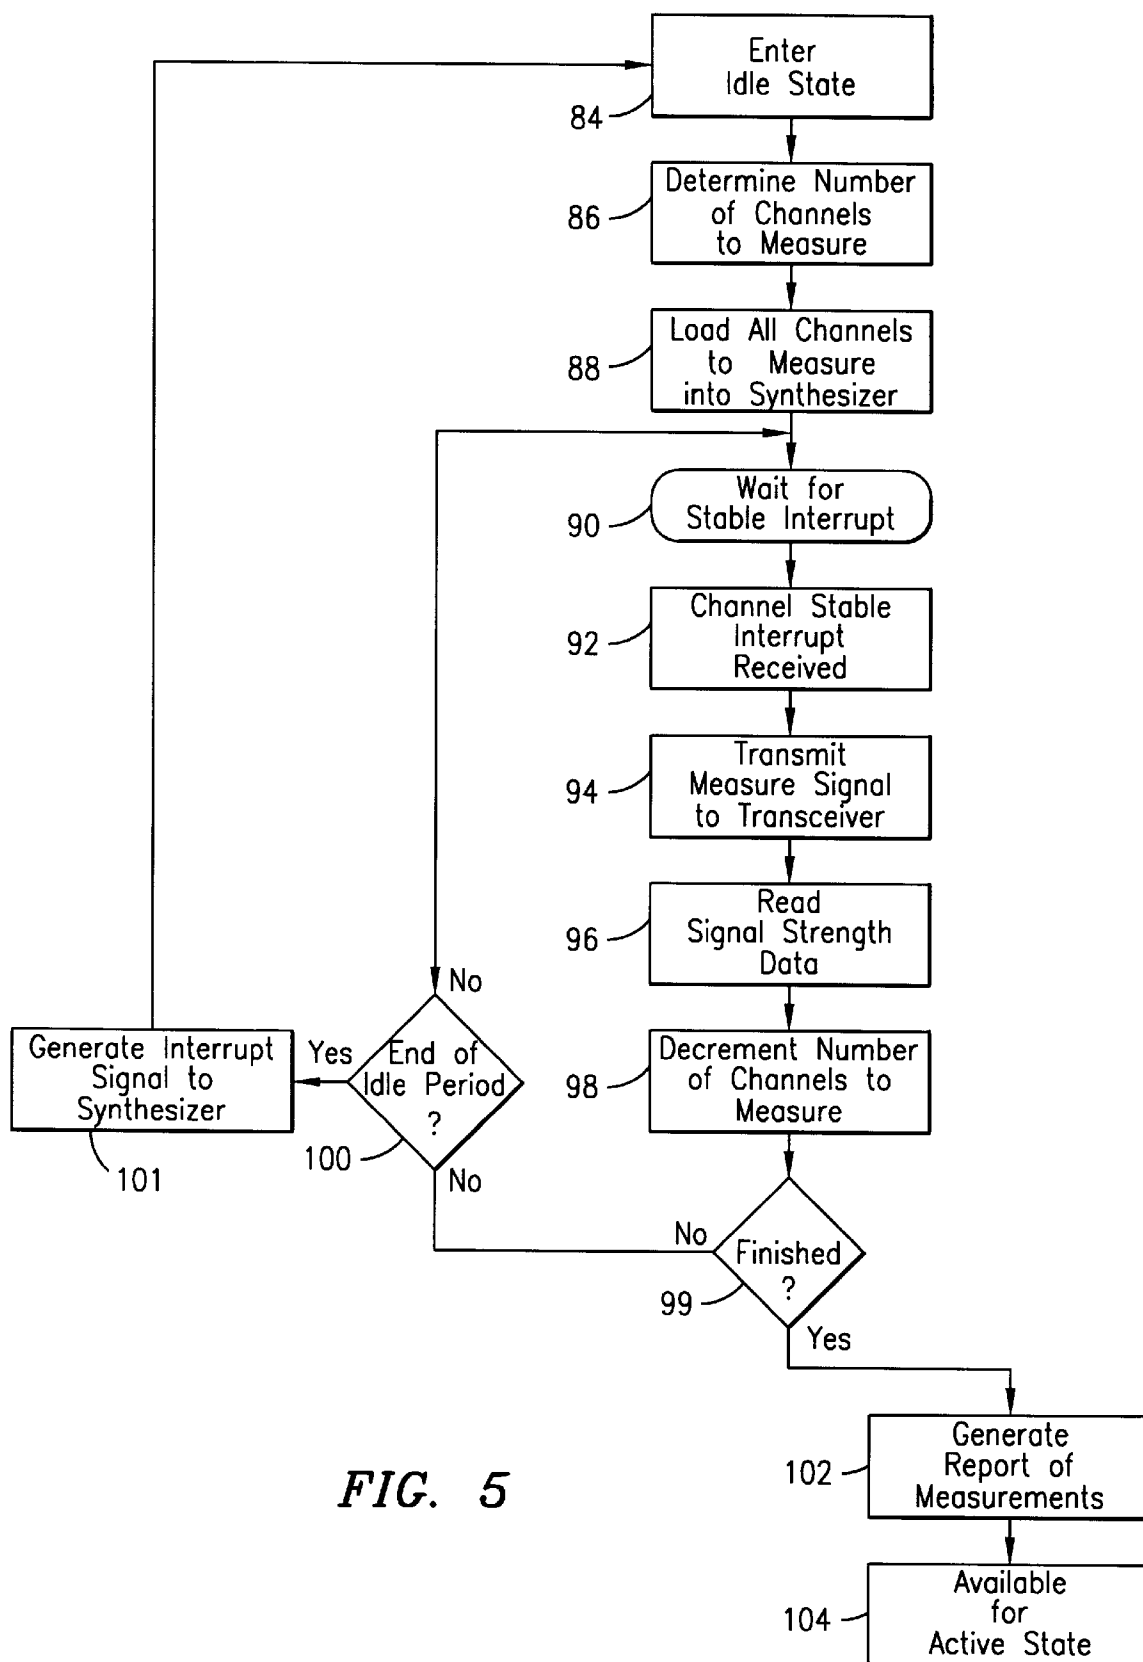 Enter
Idle State
84
Determine Number
of Channels
to Measure
86
Load All Channels
to Measure
into Synthesizer
88
Wait for
Stable Interrupt
90
Channel Stable
Interrupt
Received
92
Transmit
Measure Signal
to Transceiver
94
Read
Signal Strength
Data
96
Decrement Number
of Channels to
Measure
98
No
End of
Idle Period
?
100
Yes
No
Generate Interrupt
Signal to
Synthesizer
101
No
Finished
?
99
Yes
Generate
Report of
Measurements
102
Available
for
Active State
104
FIG. 5